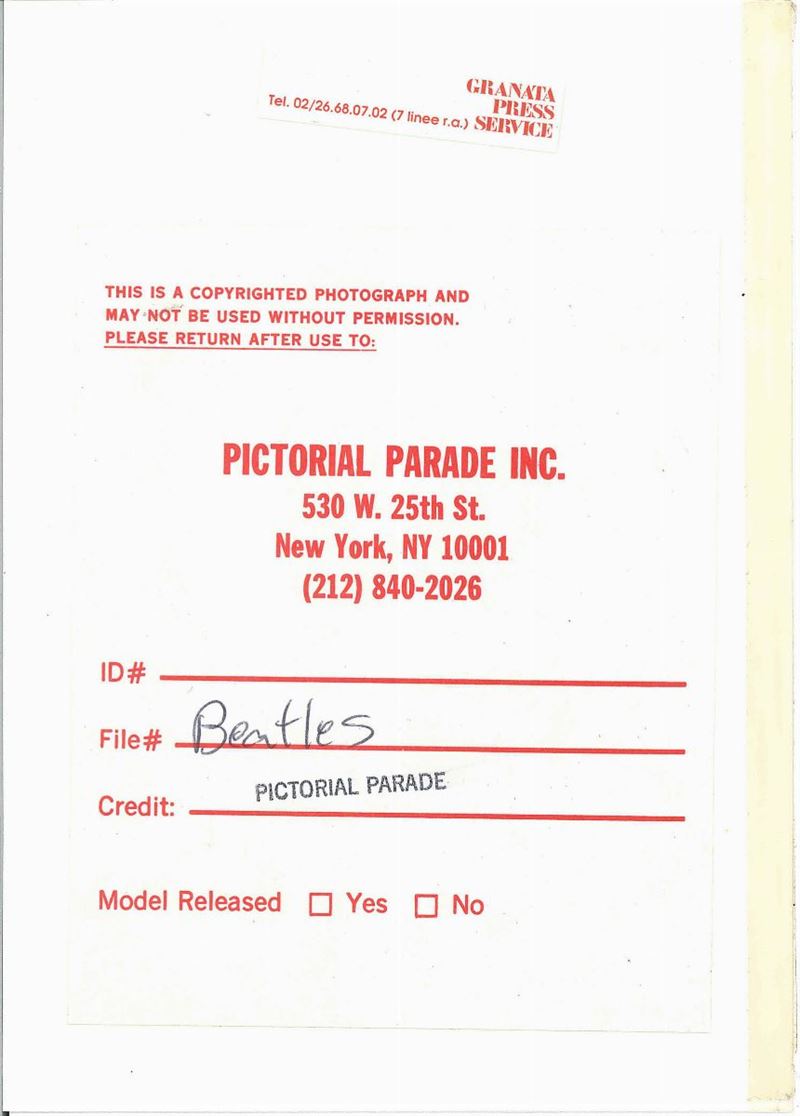 GRANATA
PRESS
Tel. 02/26.68.07.02 (7 linee r.a.) SERVICE
THIS IS A COPYRIGHTED PHOTOGRAPH AND
MAY NOT BE USED WITHOUT PERMISSION.
PLEASE RETURN AFTER USE TO:
PICTORIAL PARADE INC.
530 W. 25th St.
New York, NY 10001
(212) 840-2026
ID#
File# Beatles
Credit: PICTORIAL PARADE
Model Released Yes No